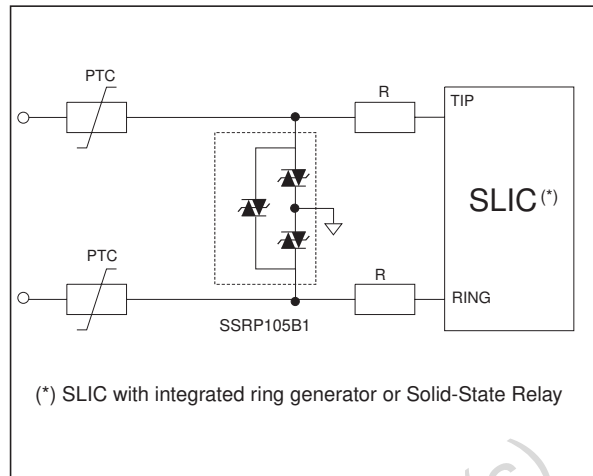 PTC
R
TIP
SLIC(*)
PTC
R
RING
SSRP105B1
(*) SLIC with integrated ring generator or Solid-State Relay